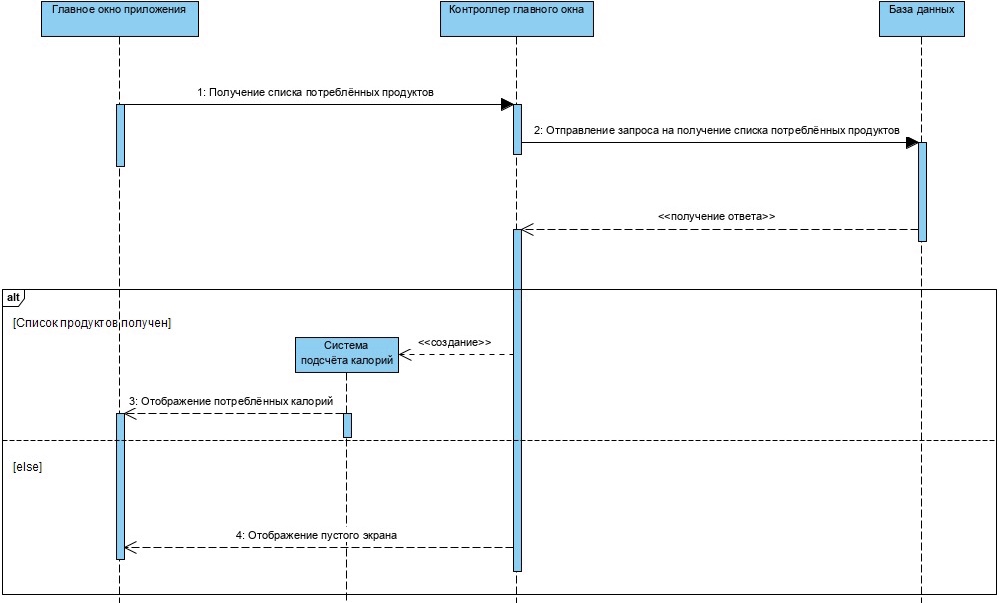 Главное окно приложения
Контроллер главного окна
База данных
1: Получение списка потреблённых продуктов
2: Отправление запроса на получение списка потреблённых продуктов
<<получение ответа>>
alt
[Список продуктов получен]
<<создание>>
Система
подсчёта калорий
3: Отображение потреблённых калорий
[else]
4: Отображение пустого экрана